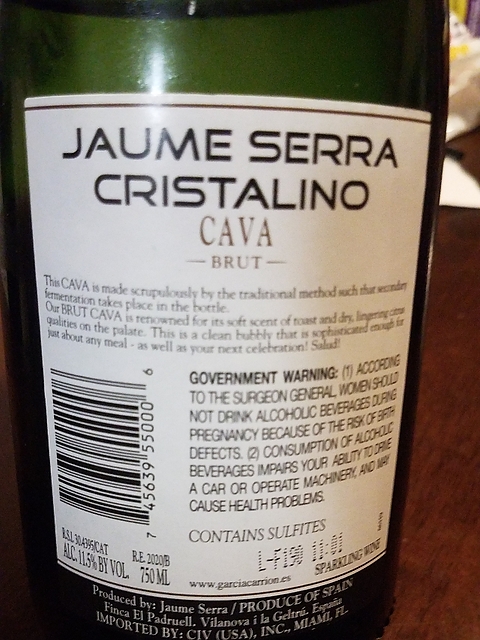 JAUME SERRA
CRISTALINO
CAVA
BRUT
This CAVA is made scrupulously by the traditional method such that secondary
fermentation takes place in the bottle.
Our BRUT CAVA is renowned for its soft scent of toast and dry, lingering citrus
qualities on the palate. This is a clean bubbly that is sophisticated enough for
just about any meal - as well as your next celebration! Salud!
GOVERNMENT WARNING: (1) ACCORDING
TO THE SURGEON GENERAL, WOMEN SHOULD
NOT DRINK ALCOHOLIC BEVERAGES DURING
PREGNANCY BECAUSE OF THE RISK OF BIRTH
DEFECTS. (2) CONSUMPTION OF ALCOHOLIC
BEVERAGES IMPAIRS YOUR ABILITY TO DRIVE
A CAR OR OPERATE MACHINERY, AND MAY
CAUSE HEALTH PROBLEMS.
7 45639 55000 6
CONTAINS SULFITES
L-F190 11:01
SPARKLING WINE
R.S.I. 30.4395/CAT
R.E. 2020/B
ALC. 11.5% BY VOL.
750 ML
www.garciacarrion.es
Produced by: Jaume Serra / PRODUCE OF SPAIN
Finca El Padruell. Vilanova i la Geltrú. España
IMPORTED BY: CIV (USA), INC., MIAMI, FL